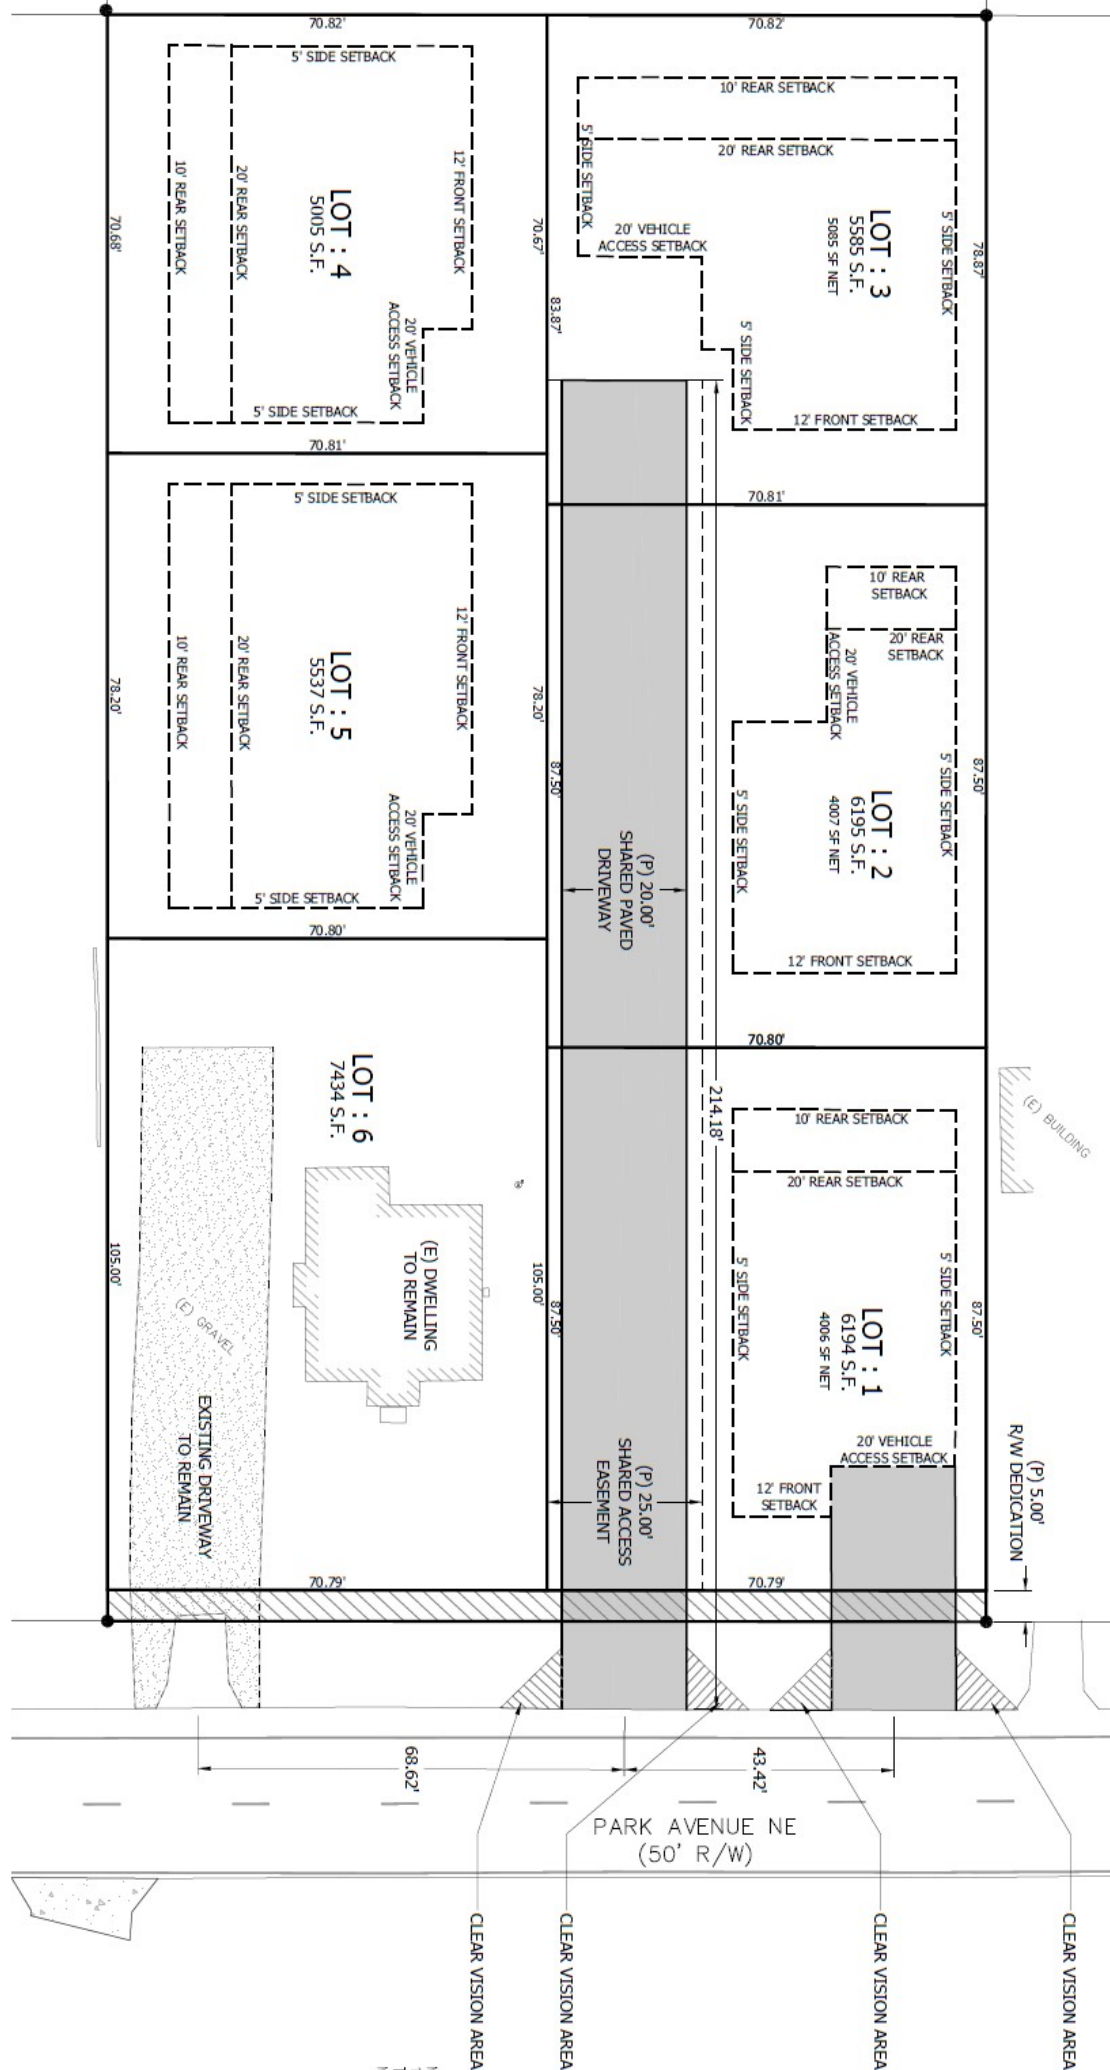 70.82'
70.82'
5' SIDE SETBACK
10' REAR SETBACK
20' REAR SETBACK
12' FRONT SETBACK
10' REAR SETBACK
20' REAR SETBACK
LOT : 4
5005 S.F.
70.68'
70.67'
83.87'
20' VEHICLE
ACCESS SETBACK
5' SIDE SETBACK
70.81'
5' SIDE SETBACK
20' VEHICLE
ACCESS SETBACK
LOT : 3
5585 S.F.
5085 SF NET
5' SIDE SETBACK
78.87'
5' SIDE SETBACK
12' FRONT SETBACK
70.81'
5' SIDE SETBACK
12' FRONT SETBACK
10' REAR SETBACK
20' REAR SETBACK
LOT : 5
5537 S.F.
78.20'
78.20'
87.50'
20' VEHICLE
ACCESS SETBACK
5' SIDE SETBACK
70.80'
10' REAR
SETBACK
20' REAR
SETBACK
20' VEHICLE
ACCESS SETBACK
5' SIDE SETBACK
87.50'
LOT : 2
6195 S.F.
4007 SF NET
5' SIDE SETBACK
12' FRONT SETBACK
70.80'
(P) 20.00'
SHARED PAVED
DRIVEWAY
214.18'
LOT : 6
7434 S.F.
(E) DWELLING
TO REMAIN
105.00'
105.00'
87.50'
(E) GRAVEL
EXISTING DRIVEWAY
TO REMAIN
70.79'
(E) BUILDING
10' REAR SETBACK
20' REAR SETBACK
5' SIDE SETBACK
5' SIDE SETBACK
87.50'
LOT : 1
6194 S.F.
4006 SF NET
20' VEHICLE
ACCESS SETBACK
12' FRONT
SETBACK
(P) 25.00'
SHARED ACCESS
EASEMENT
(P) 5.00'
R/W DEDICATION
70.79'
68.62'
43.42'
PARK AVENUE NE
(50' R/W)
CLEAR VISION AREA
CLEAR VISION AREA
CLEAR VISION AREA
CLEAR VISION AREA